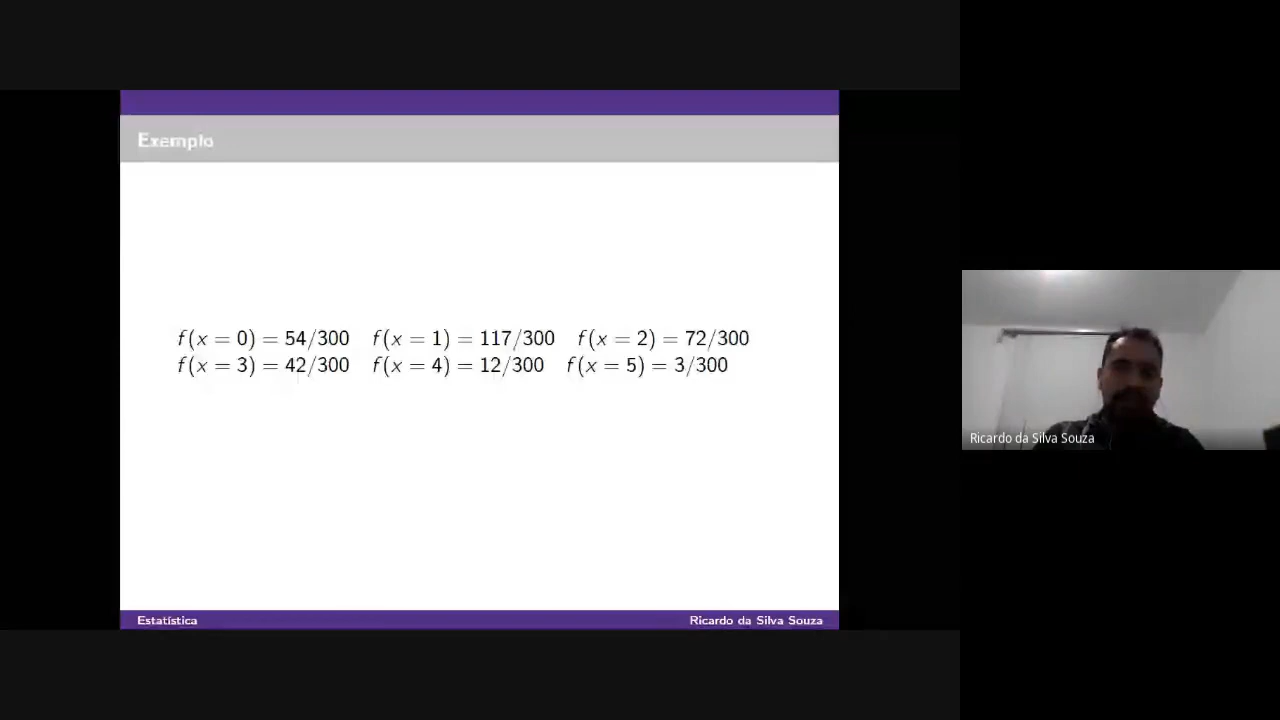 Exemplo
f(x = 0) = 54/300 f(x = 1) = 117/300 f(x = 2) = 72/300
f(x = 3) = 42/300 f(x = 4) = 12/300 f(x = 5) = 3/300
Estatística Ricardo da Silva Souza
Ricardo da Silva Souza